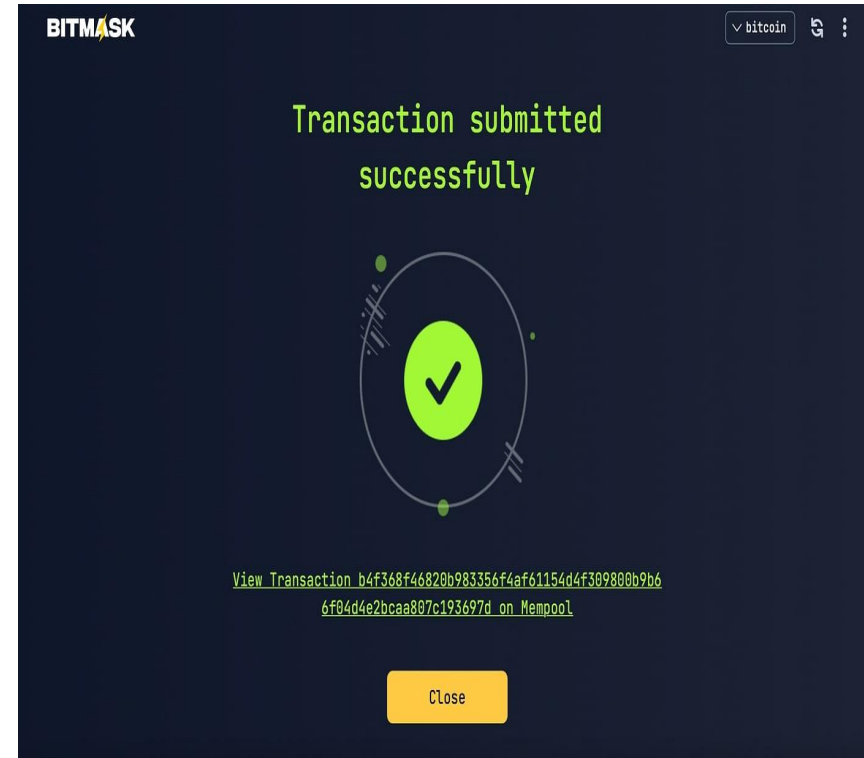 BITMASK
bitcoin
Transaction submitted
successfully
View Transaction b4f368f46820b983356f4af61154d4f309800b9b6
6f04d4e2bcaa807c193697d on Mempool
Close